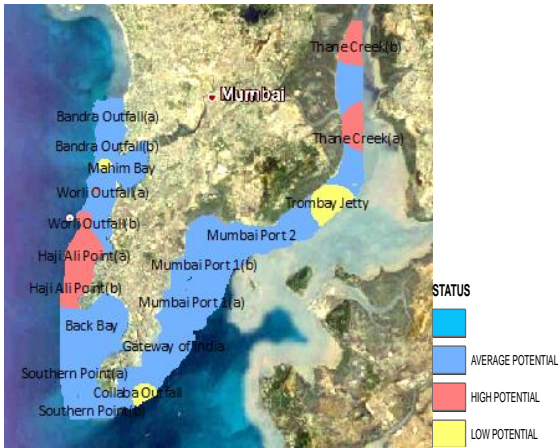 Thane Creek(b)
Mumbai
Bandra Outfall(a)
Thane Creek(a)
Bandra Outfall(b)
Mahim Bay
Worli Outfall(a)
Trombay Jetty
Worli Outfall(b)
Mumbai Port 2
Haji Ali Point(a)
Mumbai Port 1(b)
Haji Ali Point(b)
STATUS
Mumbai Port 1(a)
Back Bay
Gateway of India
AVERAGE POTENTIAL
Southern Point(a)
Colaba Outfall
HIGH POTENTIAL
Southern Point(b)
LOW POTENTIAL